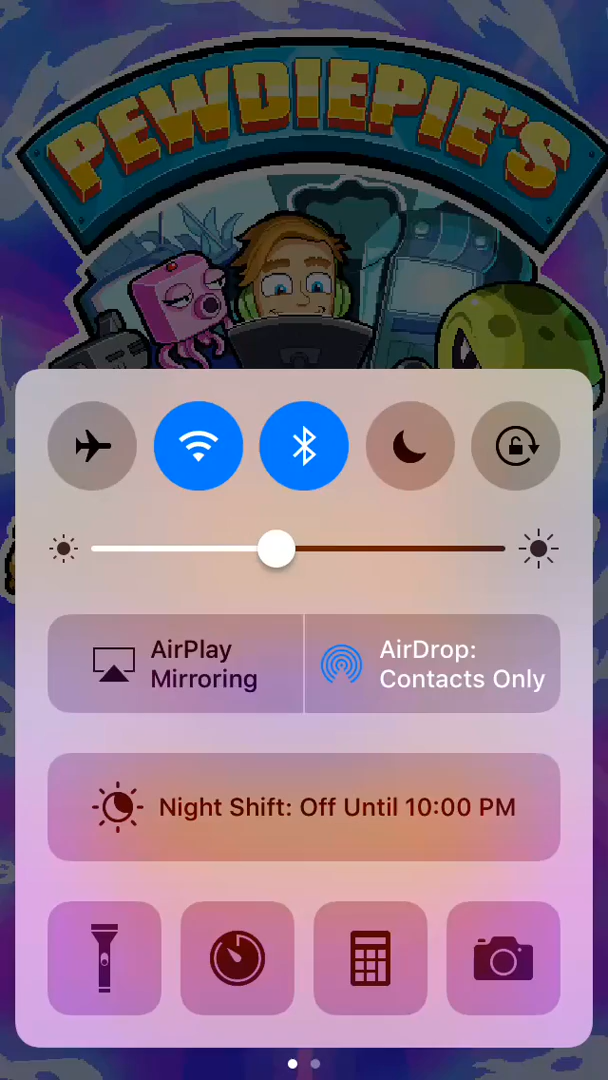 PEWDIEPIE'S
AirPlay
Mirroring
AirDrop:
Contacts Only
Night Shift: Off Until 10:00 PM